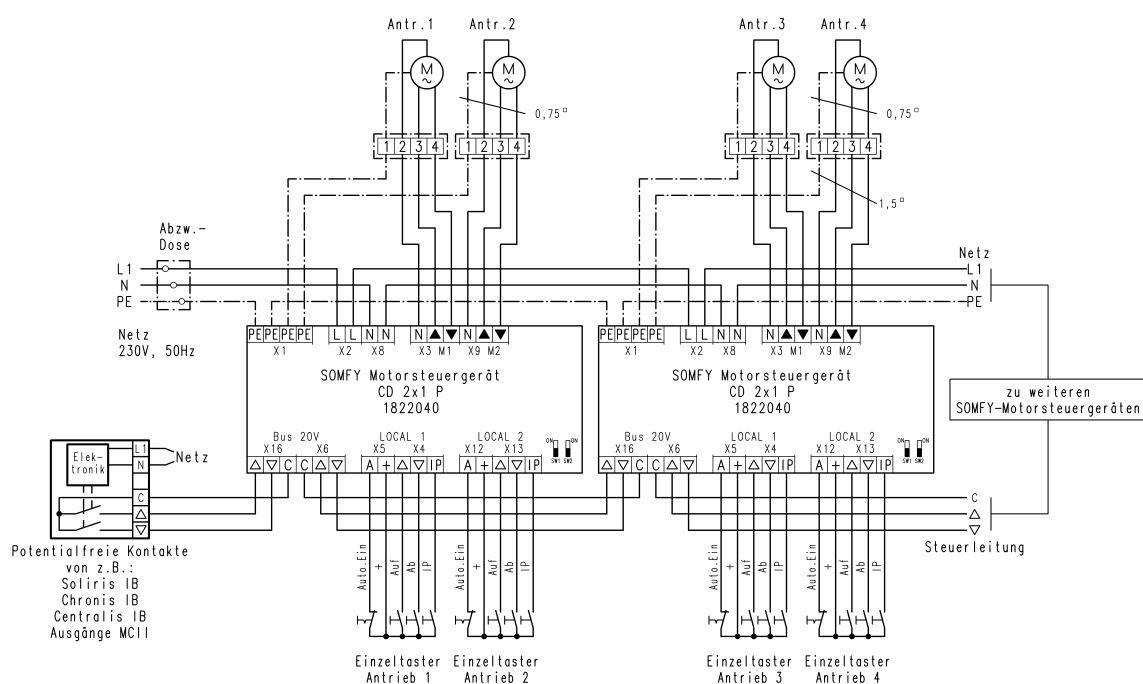 Antr.1 Antr.2 Antr.3 Antr.4
M ~ M ~ M ~ M ~
0,75□ 0,75□
1 2 3 4 1 2 3 4 1 2 3 4 1 2 3 4
1,5□
Abzw.-
Dose
Netz
L1 L1
N N
PE PE
Netz
230V, 50Hz
PE PE PE PE L L N N N ▲ ▼ N ▲ ▼ PE PE PE PE L L N N N ▲ ▼ N ▲ ▼
X1 X2 X8 X3 M1 X9 M2 X1 X2 X8 X3 M1 X9 M2
SOMFY Motorsteuergerät
CD 2x1 P
1822040
SOMFY Motorsteuergerät
CD 2x1 P
1822040
zu weiteren
SOMFY-Motorsteuergeräten
Bus 20V LOCAL 1 LOCAL 2 ON ON Bus 20V LOCAL 1 LOCAL 2 ON ON
X16 X6 X5 X4 X12 X13 SW1 SW2 X16 X6 X5 X4 X12 X13 SW1 SW2
△ ▽ C C △ ▽ A + △ ▽ IP A + △ ▽ IP △ ▽ C C △ ▽ A + △ ▽ IP A + △ ▽ IP
Elek-
tronik
L1
N
Netz
C
△
▽
C
△
▽
Steuerleitung
Potentialfreie Kontakte
von z.B.:
Soliris IB
Chronis IB
Centralis IB
Ausgänge MCII
Auto.Ein + Auf Ab IP Auto.Ein + Auf Ab IP Auto.Ein + Auf Ab IP Auto.Ein + Auf Ab IP
Einzeltaster Einzeltaster Einzeltaster Einzeltaster
Antrieb 1 Antrieb 2 Antrieb 3 Antrieb 4